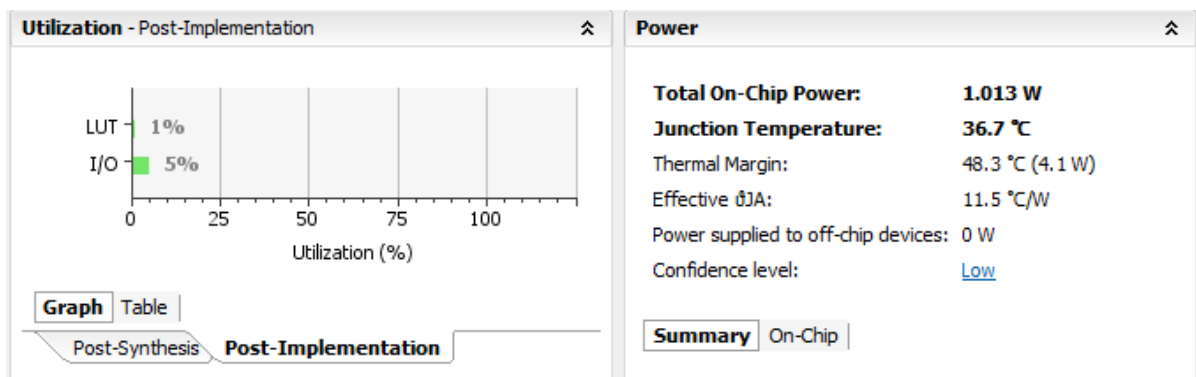 Utilization - Post-Implementation
LUT 1%
I/O 5%
0 25 50 75 100
Utilization (%)
Graph Table
Post-Synthesis Post-Implementation
Power
Total On-Chip Power: 1.013 W
Junction Temperature: 36.7 °C
Thermal Margin: 48.3 °C (4.1 W)
Effective ϑJA: 11.5 °C/W
Power supplied to off-chip devices: 0 W
Confidence level: Low
Summary On-Chip